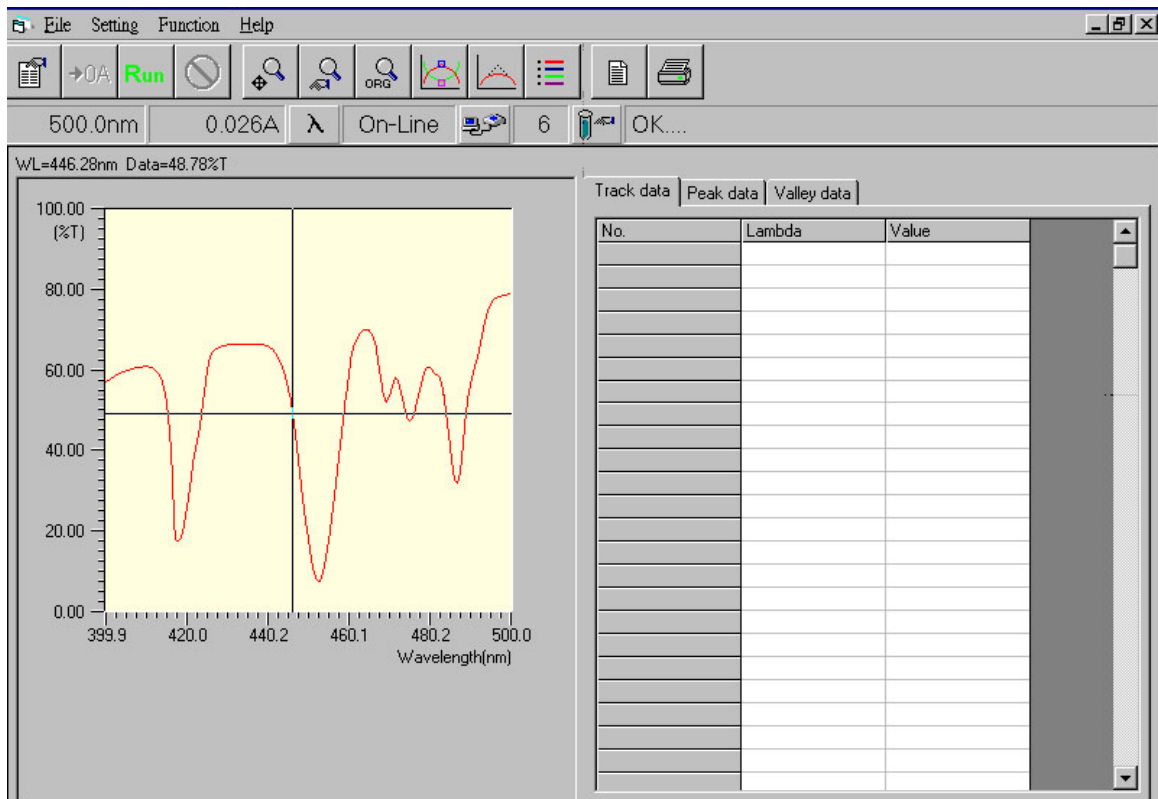 Eile Setting Function Help
→0A Run ORG
500.0nm 0.026A λ On-Line 6 OK....
WL=446.28nm Data=48.78%T
Track data Peak data Valley data
No. Lambda Value
100.00
(%T)
80.00
60.00
40.00
20.00
0.00
399.9 420.0 440.2 460.1 480.2 500.0
Wavelength(nm)